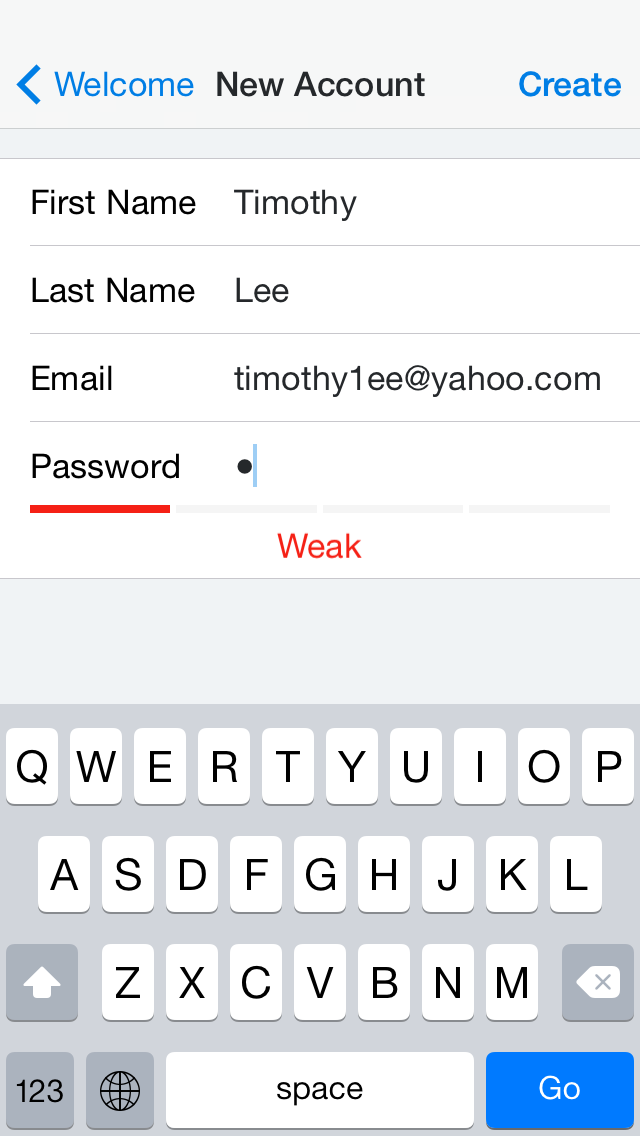 Welcome New Account Create
First Name Timothy
Last Name Lee
Email timothy1ee@yahoo.com
Password •
Weak
Q W E R T Y U I O P
A S D F G H J K L
Z X C V B N M
123 space Go